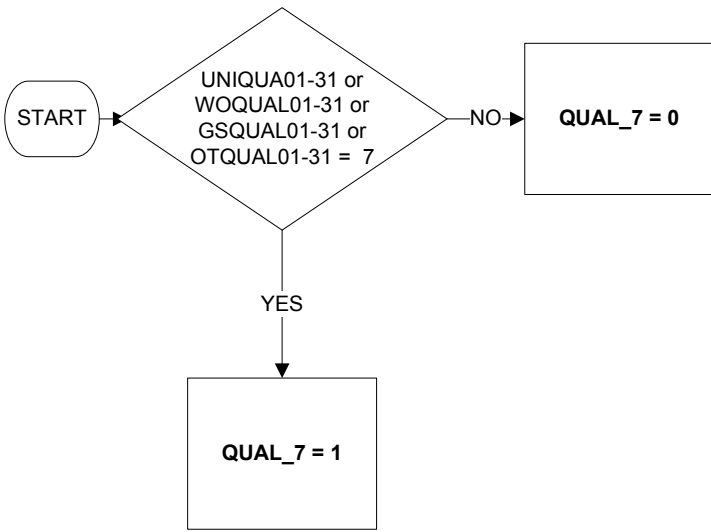 START
UNIQUA01-31 or
WOQUAL01-31 or
GSQUAL01-31 or
OTQUAL01-31 = 7
NO
QUAL_7 = 0
YES
QUAL_7 = 1